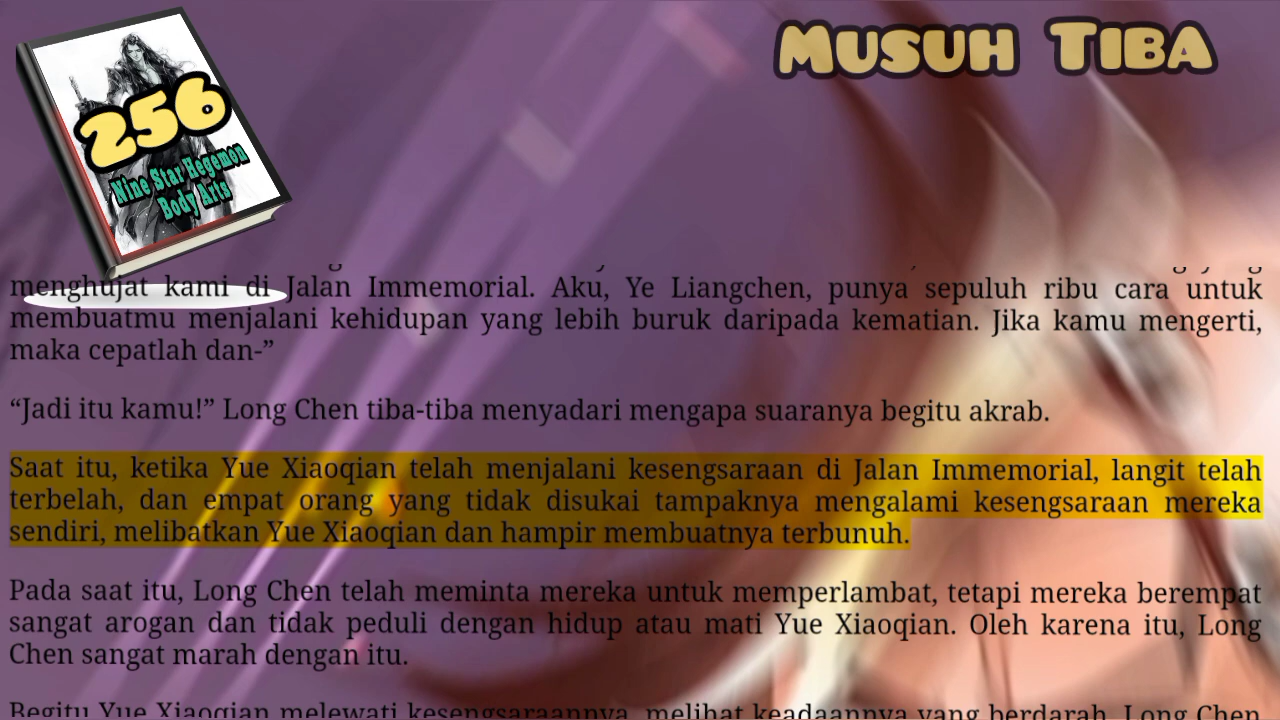 256
Nine Star Hegemon
Body Arts
Musuh Tiba
menghujat kami di Jalan Immemorial. Aku, Ye Liangchen, punya sepuluh ribu cara untuk
membuatmu menjalani kehidupan yang lebih buruk daripada kematian. Jika kamu mengerti,
maka cepatlah dan-”
“Jadi itu kamu!” Long Chen tiba-tiba menyadari mengapa suaranya begitu akrab.
Saat itu, ketika Yue Xiaoqian telah menjalani kesengsaraan di Jalan Immemorial, langit telah
terbelah, dan empat orang yang tidak disukai tampaknya mengalami kesengsaraan mereka
sendiri, melibatkan Yue Xiaoqian dan hampir membuatnya terbunuh.
Pada saat itu, Long Chen telah meminta mereka untuk memperlambat, tetapi mereka berempat
sangat arogan dan tidak peduli dengan hidup atau mati Yue Xiaoqian. Oleh karena itu, Long
Chen sangat marah dengan itu.
Begitu Yue Xiaoqian melewati kesengsaraannya, melihat keadaannya yang berdarah, Long Chen